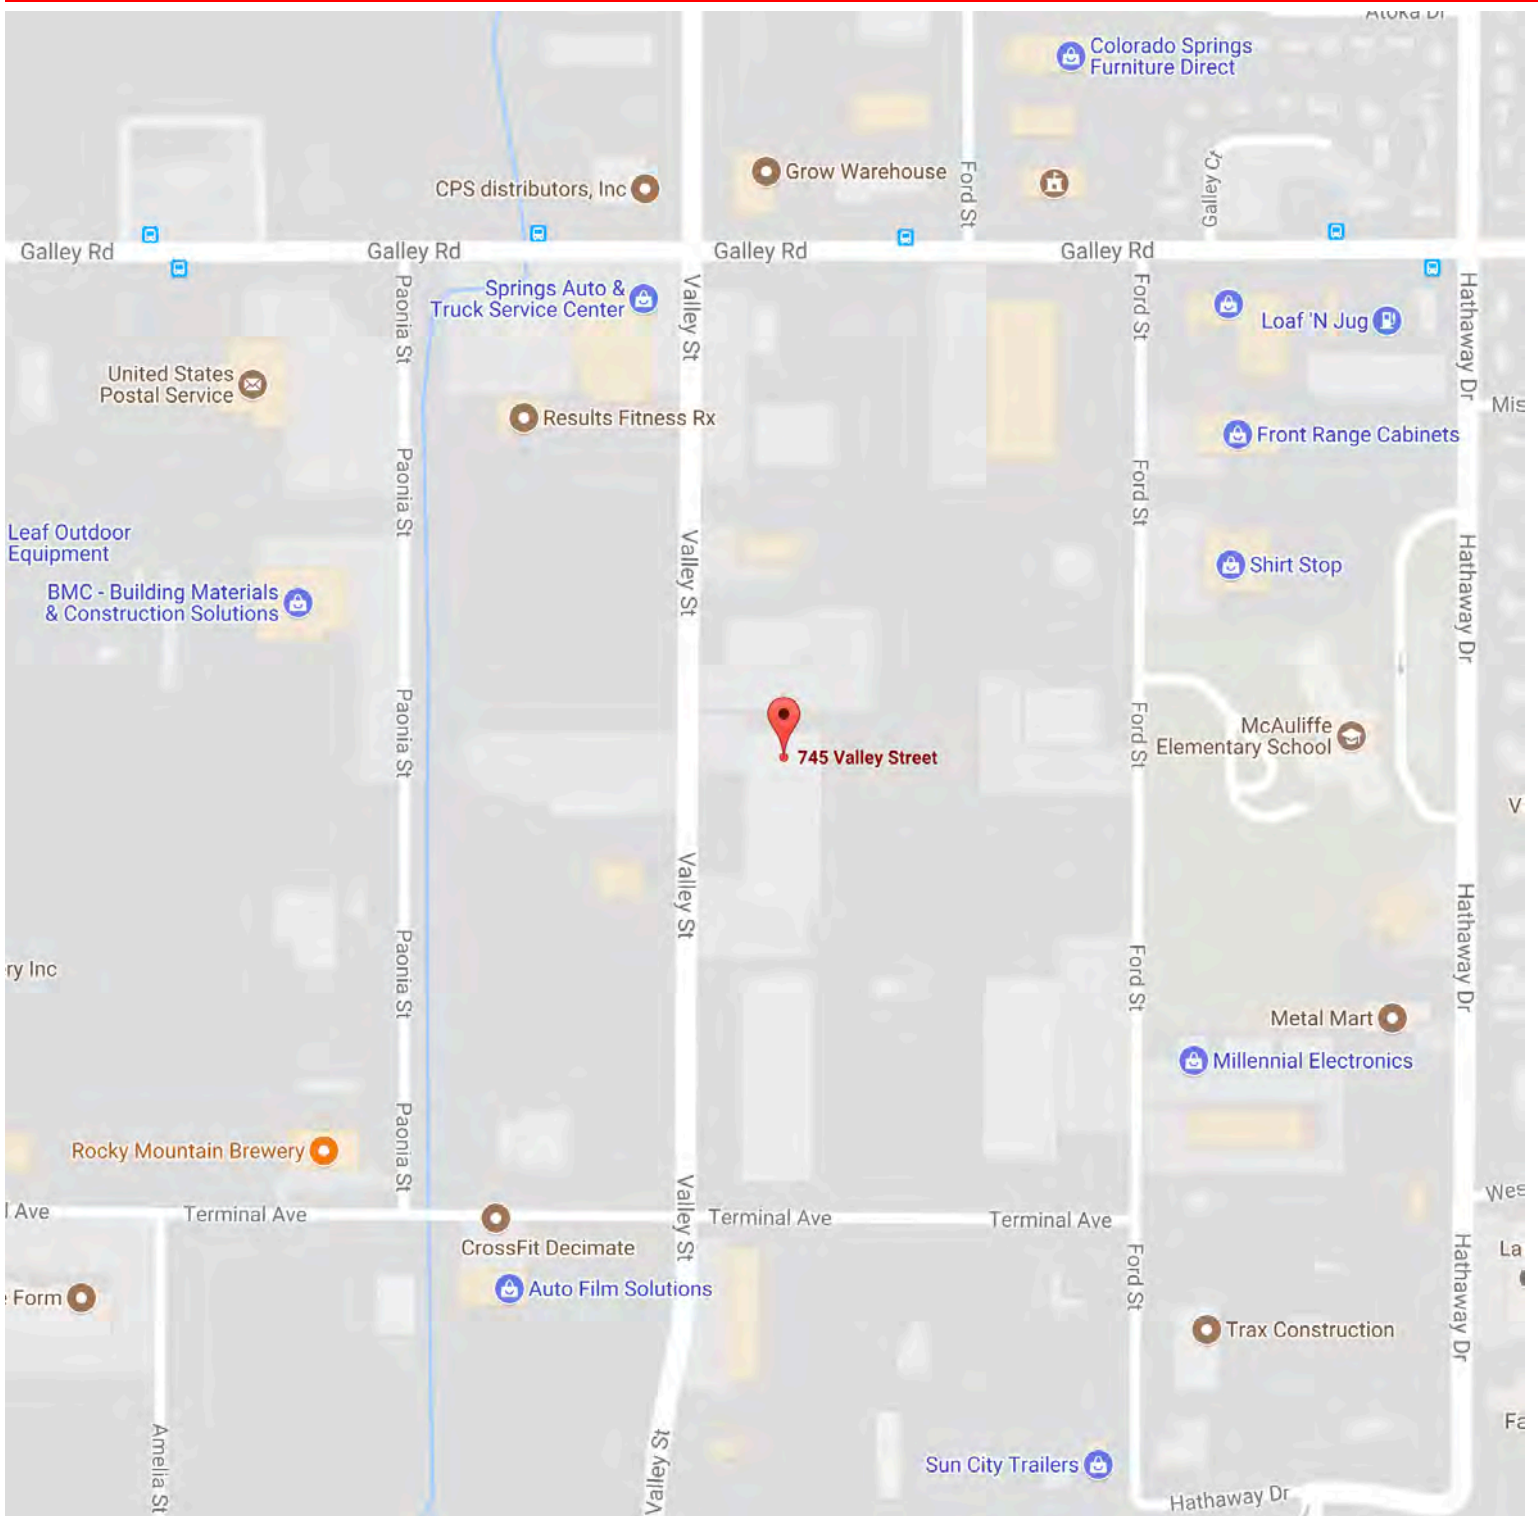 Atoka Dr
Colorado Springs
Furniture Direct
CPS distributors, Inc
Grow Warehouse
Ford St
Galley Ct
Galley Rd
Galley Rd
Galley Rd
Galley Rd
Paonia St
Springs Auto &
Truck Service Center
Valley St
Ford St
Loaf 'N Jug
Hathaway Dr
United States
Postal Service
Results Fitness Rx
Mis
Front Range Cabinets
Paonia St
Ford St
Leaf Outdoor
Equipment
BMC - Building Materials
& Construction Solutions
Valley St
Shirt Stop
Hathaway Dr
Paonia St
745 Valley Street
Ford St
McAuliffe
Elementary School
V
Valley St
Hathaway Dr
ry Inc
Paonia St
Ford St
Metal Mart
Millennial Electronics
Paonia St
Rocky Mountain Brewery
l Ave
Terminal Ave
Valley St
Terminal Ave
Terminal Ave
Wes
CrossFit Decimate
Ford St
Hathaway Dr
La
Auto Film Solutions
Form
Trax Construction
Amelia St
Valley St
Fa
Sun City Trailers
Hathaway Dr